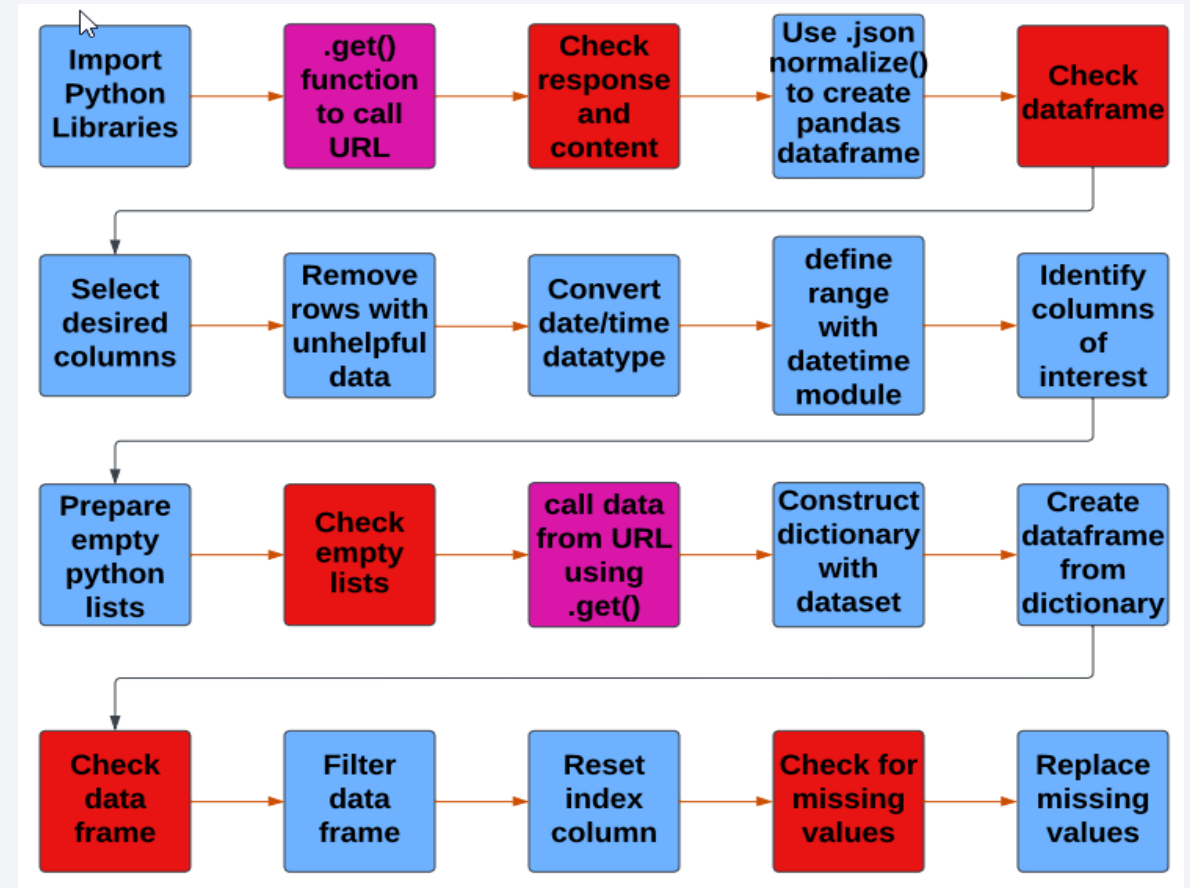 Import
Python
Libraries
.get()
function
to call
URL
Check
response
and
content
Use .json
normalize()
to create
pandas
dataframe
Check
dataframe
Select
desired
columns
Remove
rows with
unhelpful
data
Convert
date/time
datatype
define
range
with
datetime
module
Identify
columns
of
interest
Prepare
empty
python
lists
Check
empty
lists
call data
from URL
using
.get()
Construct
dictionary
with
dataset
Create
dataframe
from
dictionary
Check
data
frame
Filter
data
frame
Reset
index
column
Check for
missing
values
Replace
missing
values